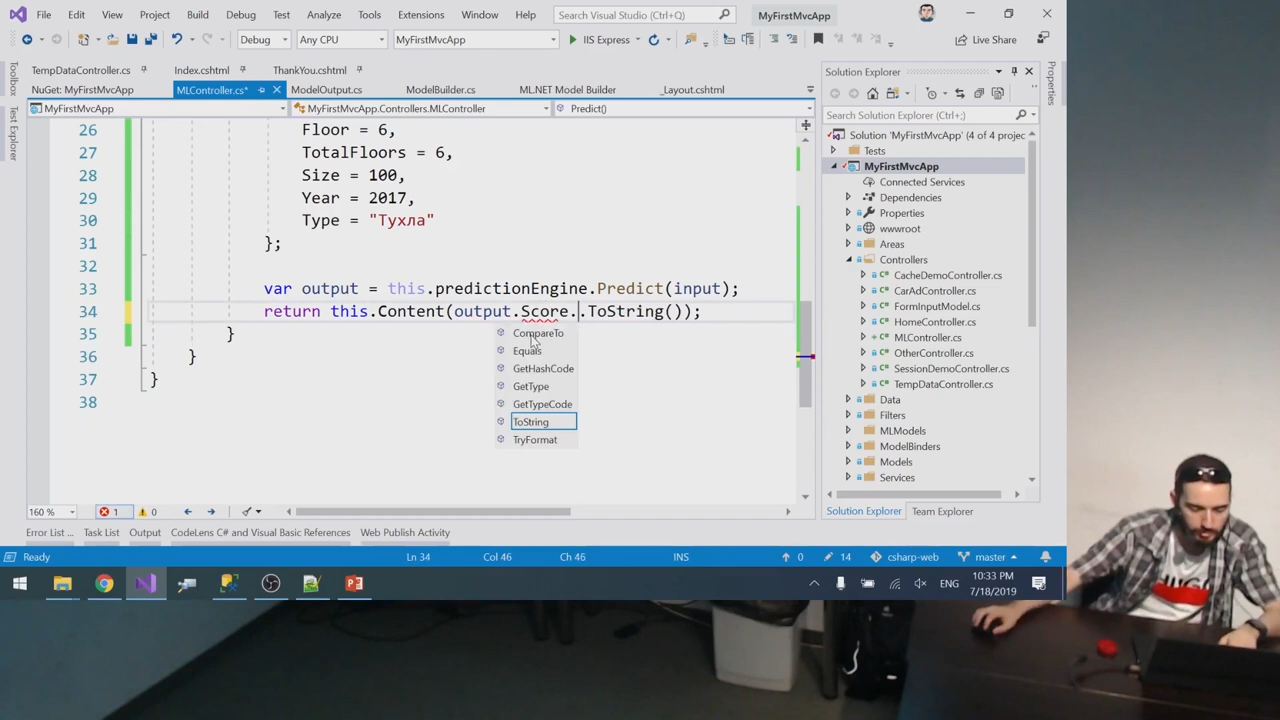 File Edit View Project Build Debug Test Analyze Tools Extensions Window Help Search Visual Studio (Ctrl+Q) MyFirstMvcApp
Debug Any CPU MyFirstMvcApp IIS Express Live Share
TempDataController.cs Index.cshtml ThankYou.cshtml
NuGet: MyFirstMvcApp MLController.cs* ModelOutput.cs ModelBuilder.cs ML.NET Model Builder _Layout.cshtml
MyFirstMvcApp MyFirstMvcApp.Controllers.MLController Predict()
Toolbox
Test Explorer
26 Floor = 6,
27 TotalFloors = 6,
28 Size = 100,
29 Year = 2017,
30 Type = "Тухла"
31 };
32
33 var output = this.predictionEngine.Predict(input);
34 return this.Content(output.Score..ToString());
35 }
36 }
37 }
38
CompareTo
Equals
GetHashCode
GetType
GetTypeCode
ToString
TryFormat
160 % 1 0
Solution Explorer
Search Solution Explorer (Ctrl+;)
Solution 'MyFirstMvcApp' (4 of 4 projec
Tests
MyFirstMvcApp
Connected Services
Dependencies
Properties
wwwroot
Areas
Controllers
CacheDemoController.cs
CarAdController.cs
FormInputModel.cs
HomeController.cs
MLController.cs
OtherController.cs
SessionDemoController.cs
TempDataController.cs
Data
Filters
MLModels
ModelBinders
Models
Services
Solution Explorer Team Explorer
Properties
Error List ... Task List Output CodeLens C# and Visual Basic References Web Publish Activity
Ready Ln 34 Col 46 Ch 46 INS 0 14 csharp-web master
ENG 10:33 PM
7/18/2019